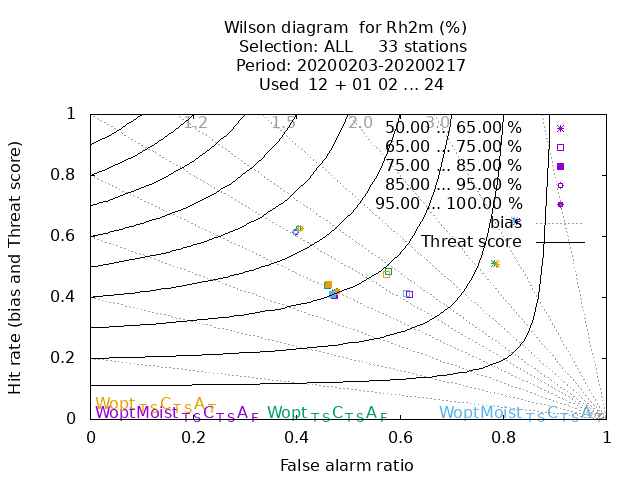 Wilson diagram  for Rh2m (%)
Selection: ALL     33 stations
Period: 20200203-20200217
Used  12 + 01 02 ... 24
Hit rate (bias and Threat score)
1
0.8
0.6
0.4
0.2
0
1.2
1.5
2.0
3.0
50.00 ... 65.00 %
65.00 ... 75.00 %
75.00 ... 85.00 %
85.00 ... 95.00 %
95.00 ... 100.00 %
bias
Threat score
Wopt_TSC_TSA_T
WoptMoist_TSC_TSA_F
Wopt_TSC_TSA_F
WoptMoist_TSC_TSA_T
0
0.2
0.4
0.6
0.8
1
False alarm ratio